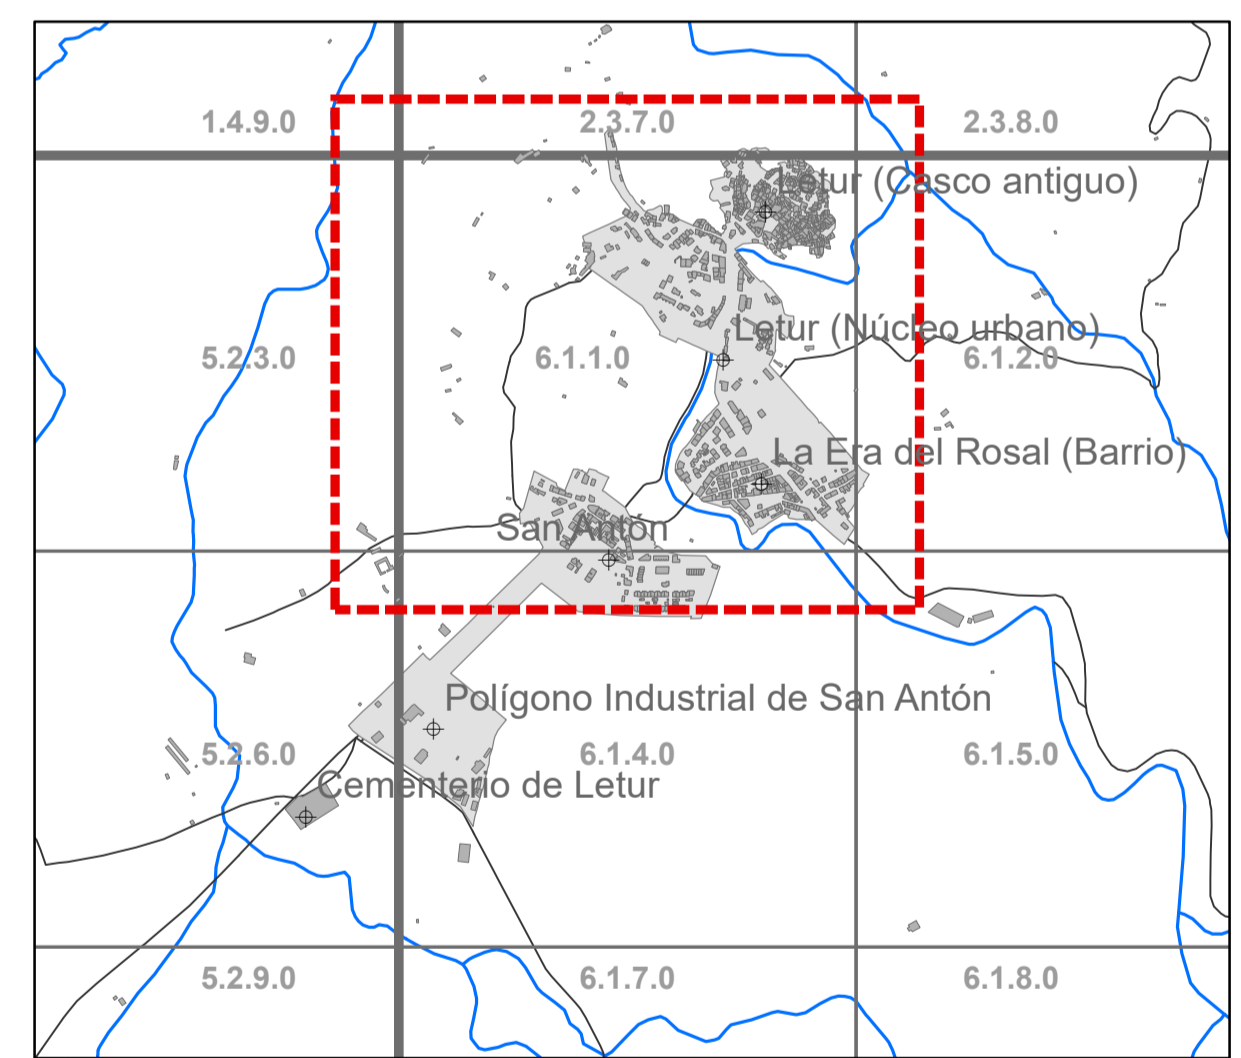 1.4.9.0
2.3.7.0
2.3.8.0
Letur (Casco antiguo)
Letur (Núcleo urbano)
5.2.3.0
6.1.1.0
6.1.2.0
La Era del Rosal (Barrio)
San Antón
Polígono Industrial de San Antón
5.2.6.0
6.1.4.0
6.1.5.0
Cementerio de Letur
5.2.9.0
6.1.7.0
6.1.8.0